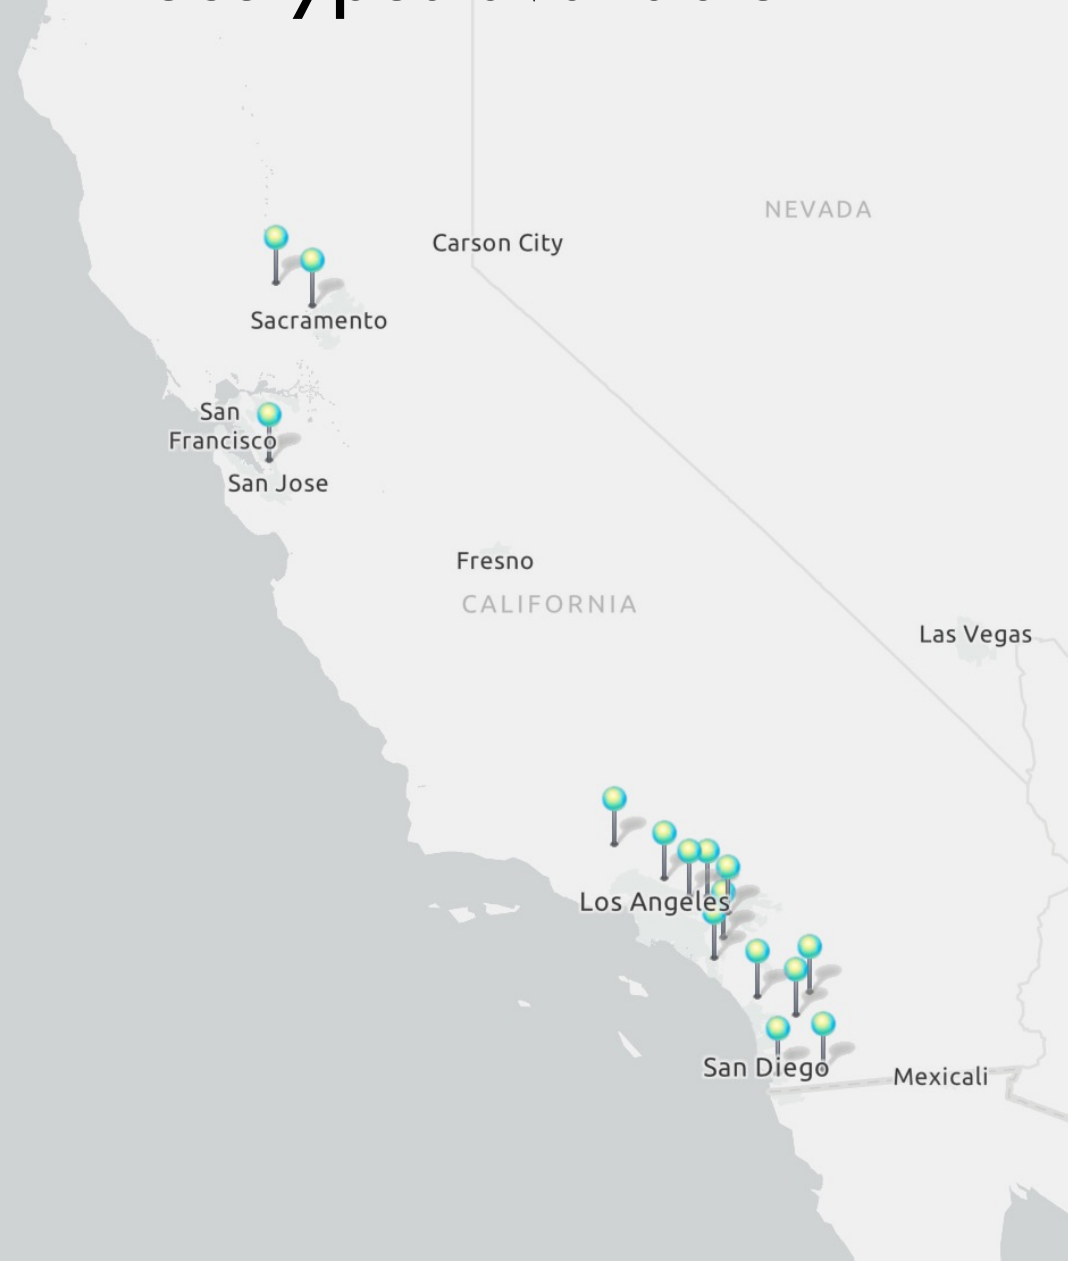 NEVADA
Carson City
Sacramento
San
Francisco
San Jose
Fresno
CALIFORNIA
Las Vegas
Los Angeles
San Diego
Mexicali